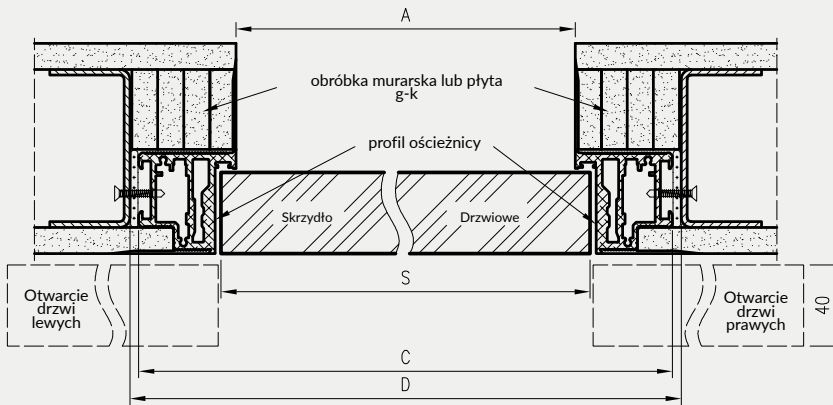 A
obróbka murarska lub płyta
g-k
profil ościeżnicy
Skrzydło
Drzwiowe
S
Otwarcie
drzwi
lewych
Otwarcie
drzwi
prawych
40
C
D